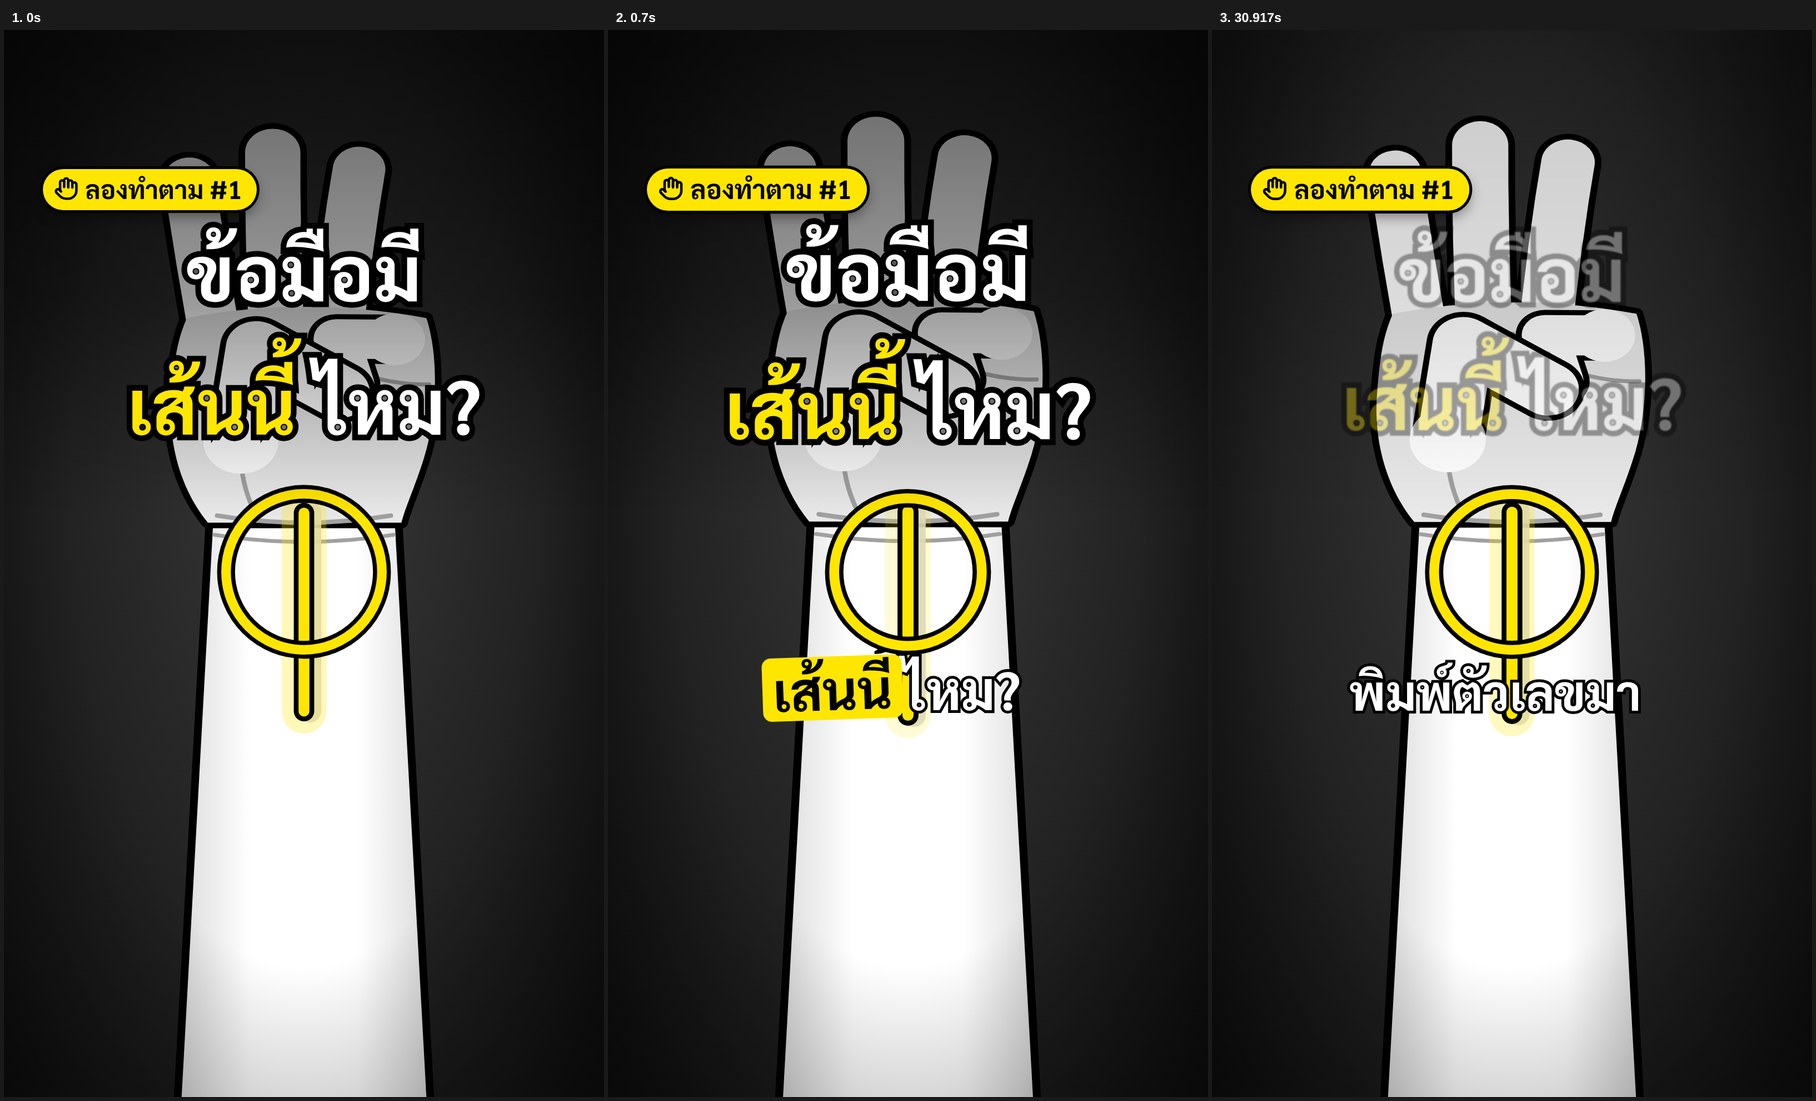 1. 0s
ลองทำตาม #1
ข้อมือมี
เส้นนี้ ไหม?
2. 0.7s
ลองทำตาม #1
ข้อมือมี
เส้นนี้ ไหม?
เส้นนี้ ไหม?
3. 30.917s
ลองทำตาม #1
ข้อมือมี
เส้นนี้ ไหม?
พิมพ์ตัวเลขมา